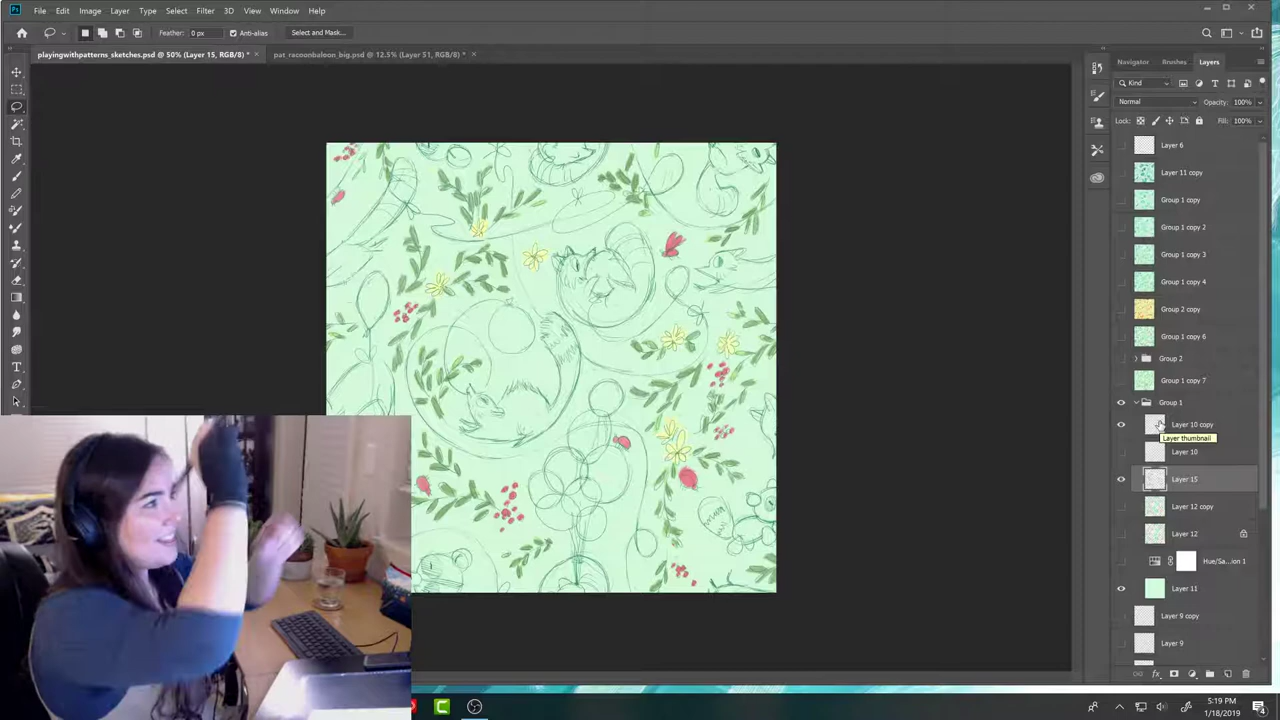 Ps File Edit Image Layer Type Select Filter 3D View Window Help
Feather: 0 px Anti-alias Select and Mask...
playingwithpatterns_sketches.psd @ 50% (Layer 15, RGB/8) * ×
pat_racoonbaloon_big.psd @ 12.5% (Layer 51, RGB/8) * ×
Navigator Brushes Layers
Kind
Normal Opacity: 100%
Lock: Fill: 100%
Layer 6
Layer 11 copy
Group 1 copy
Group 1 copy 2
Group 1 copy 3
Group 1 copy 4
Group 2 copy
Group 1 copy 6
Group 2
Group 1 copy 7
Group 1
Layer 10 copy
Layer thumbnail
Layer 10
Layer 15
Layer 12 copy
Layer 12
Hue/Sa...ion 1
Layer 11
Layer 9 copy
Layer 9
5:19 PM
1/18/2019